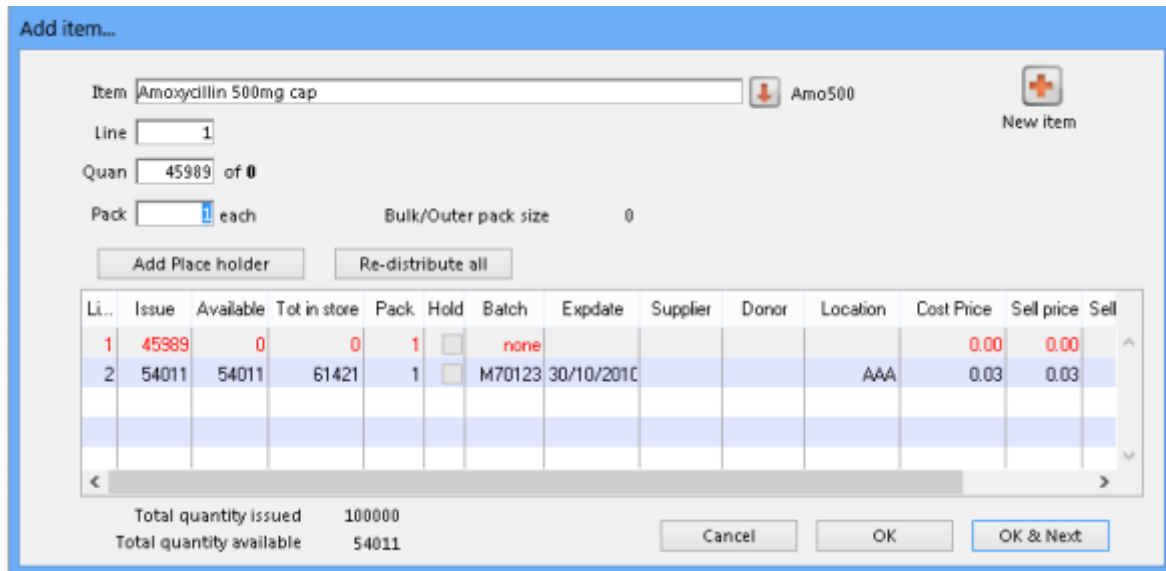 Add item...
Item Amoxycillin 500mg cap Amo500
New item
Line 1
Quan 45989 of 0
Pack 1 each Bulk/Outer pack size 0
Add Place holder Re-distribute all
Li... Issue Available Tot in store Pack Hold Batch Expdate Supplier Donor Location Cost Price Sell price Sell
1 45989 0 0 1 none 0.00 0.00
2 54011 54011 61421 1 M70123 30/10/2010 AAA 0.03 0.03
Total quantity issued 100000
Total quantity available 54011
Cancel OK OK & Next